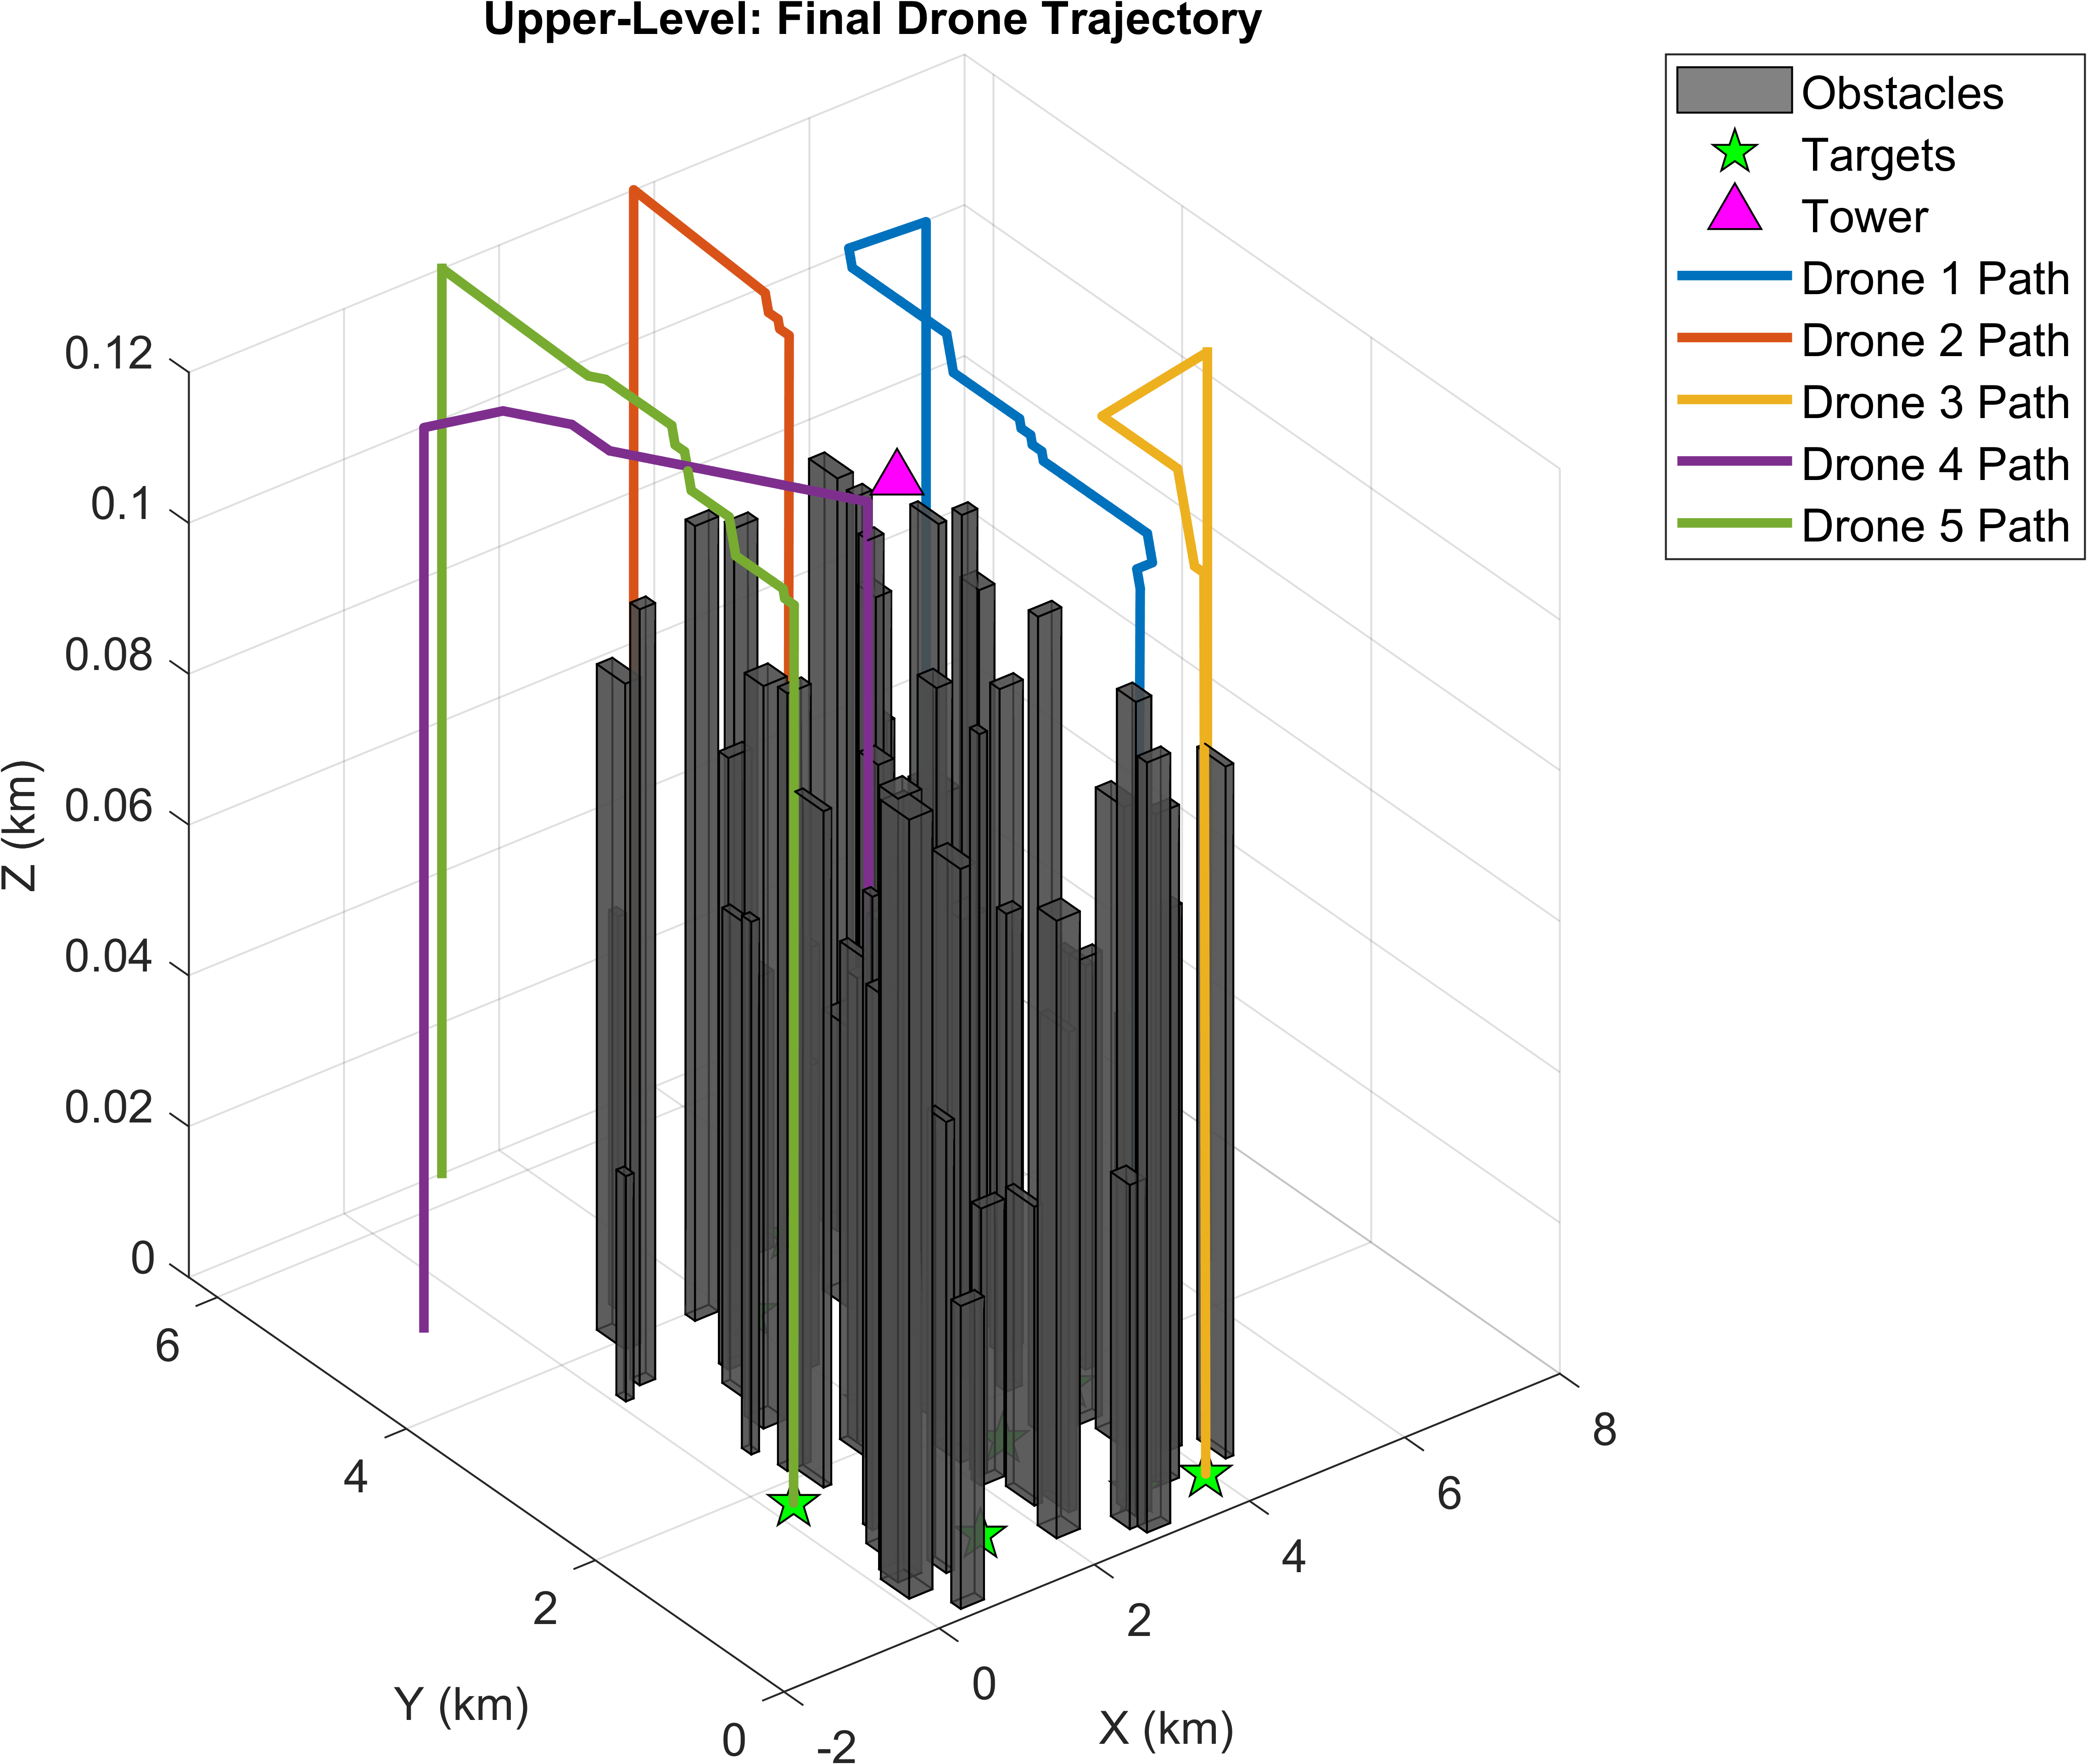 Upper-Level: Final Drone Trajectory
Obstacles
Targets
Tower
Drone 1 Path
Drone 2 Path
Drone 3 Path
Drone 4 Path
Drone 5 Path
0.12
0.1
0.08
0.06
0.04
0.02
0
Z (km)
6
4
2
0
Y (km)
-2
0
2
4
6
8
X (km)